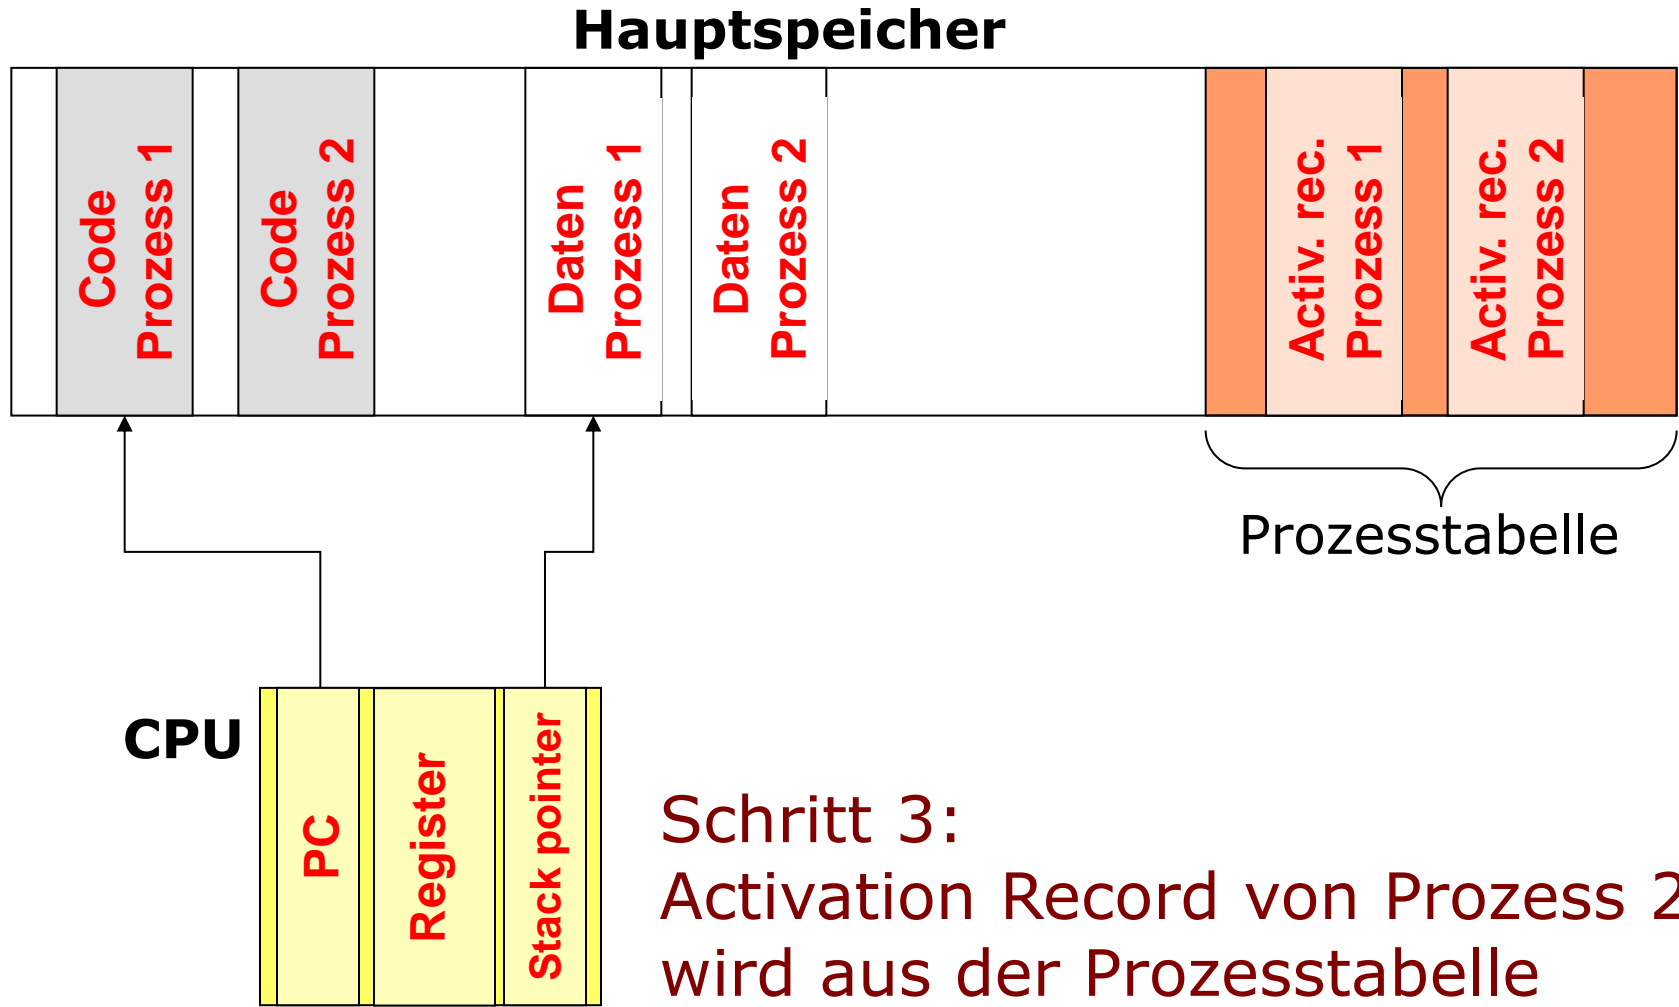 Hauptspeicher
Code
Prozess 1
Code
Prozess 2
Daten
Prozess 1
Daten
Prozess 2
Activ. rec.
Prozess 1
Activ. rec.
Prozess 2
Prozesstabelle
CPU
PC
Register
Stack pointer
Schritt 3:
Activation Record von Prozess 2
wird aus der Prozesstabelle